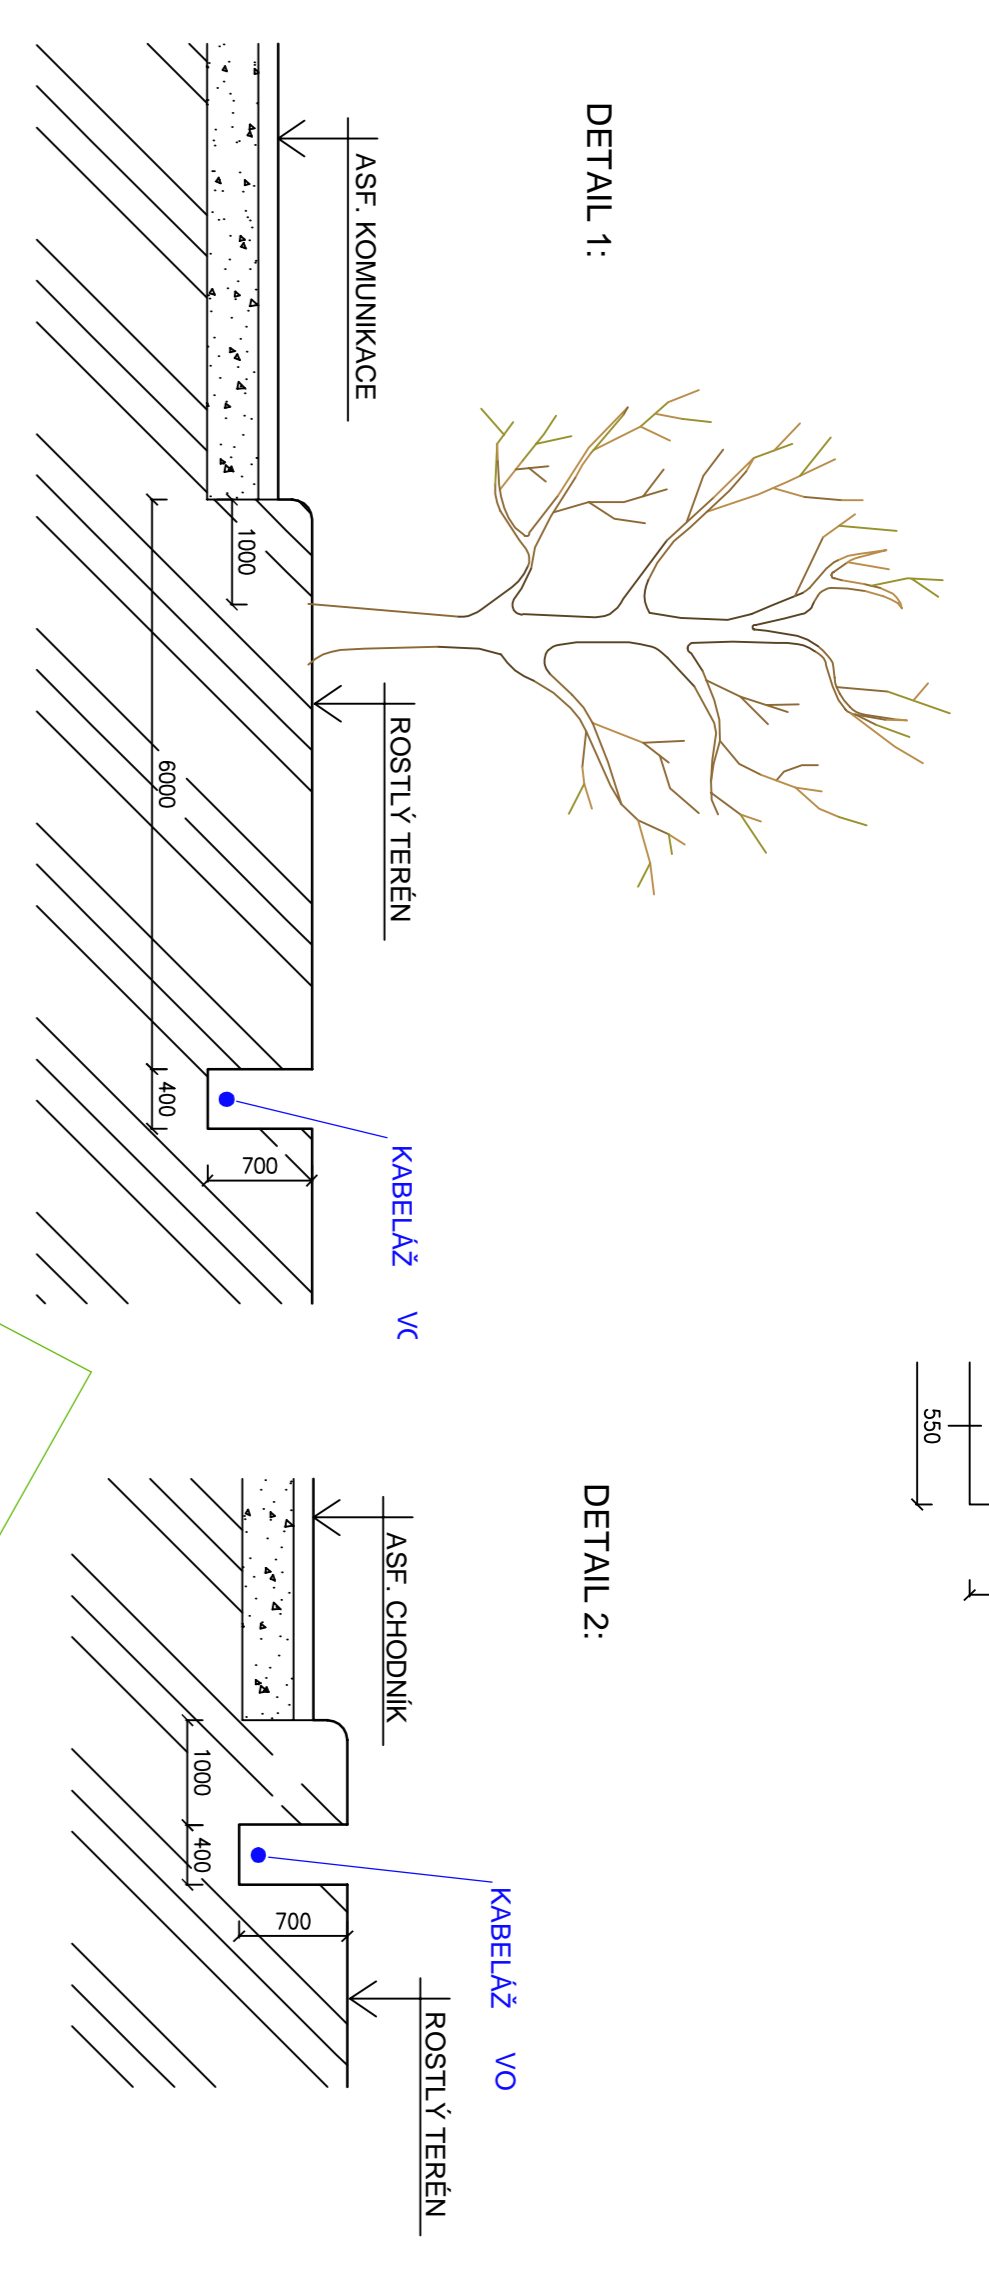 DETAIL 1:
ASF. KOMUNIKACE
1000
ROSTLÝ TERÉN
6000
400
700
KABELÁŽ VO
550
DETAIL 2:
ASF. CHODNÍK
1000
400
700
KABELÁŽ VO
ROSTLÝ TERÉN